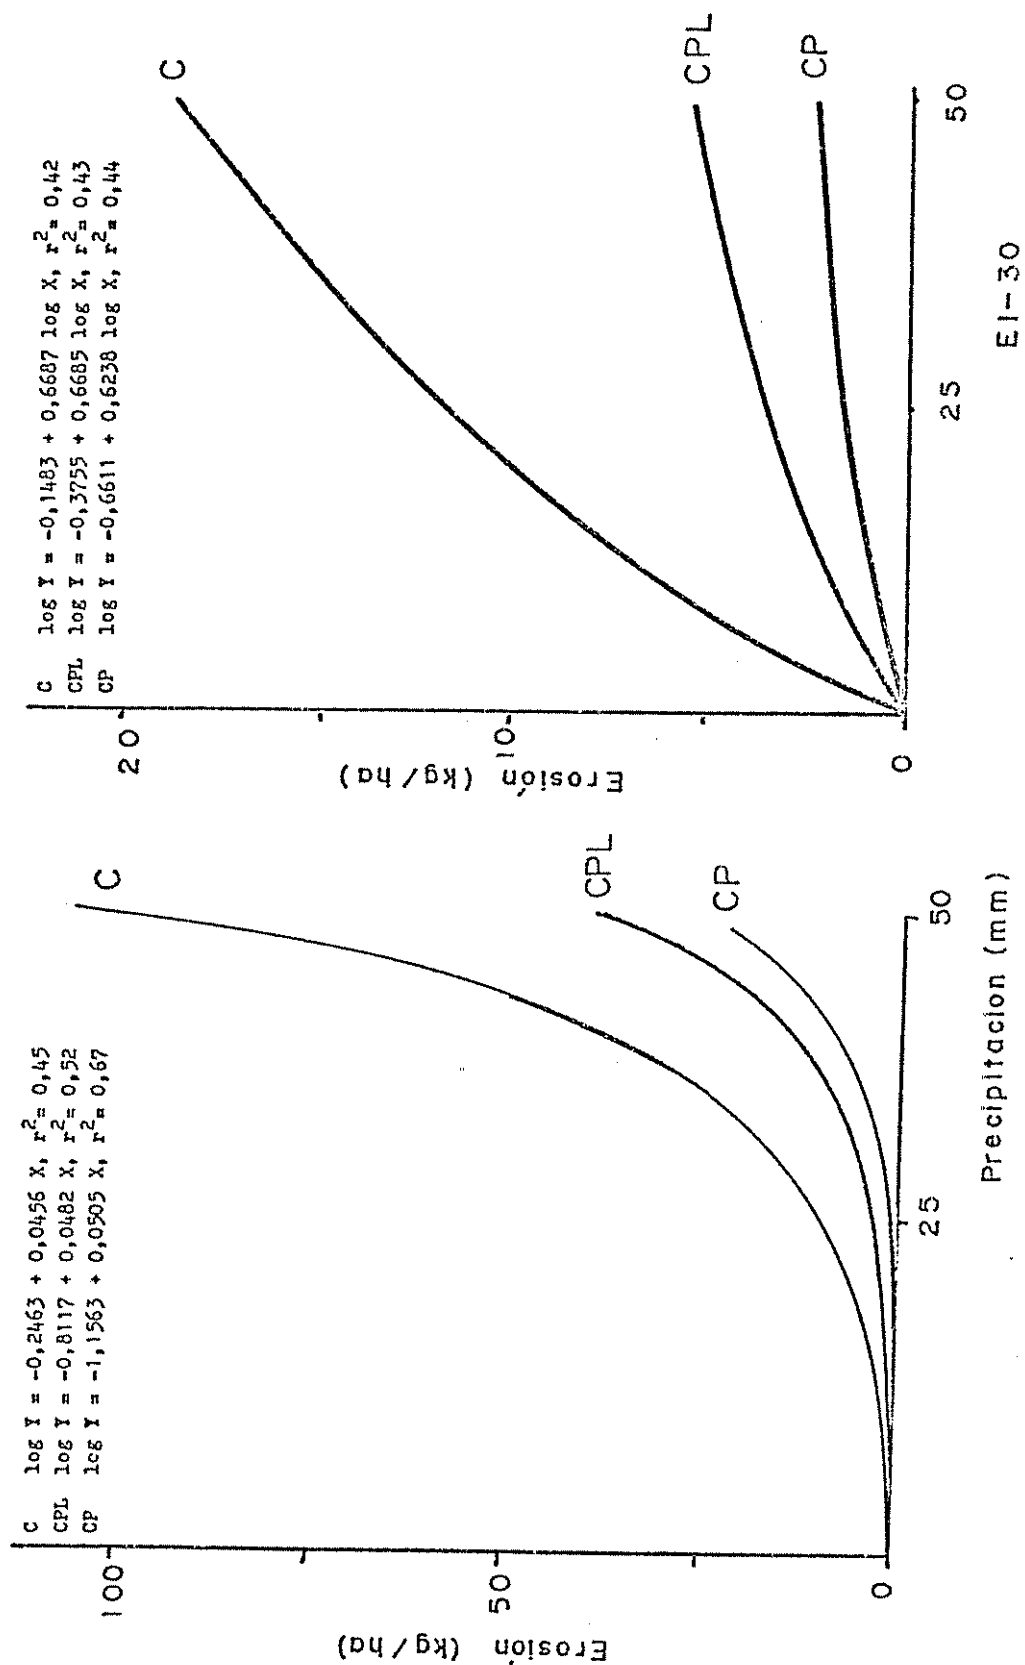 C log Y = -0,2463 + 0,0456 X, r² = 0,45
CPL log Y = -0,8117 + 0,0482 X, r² = 0,52
CP log Y = -1,1563 + 0,0505 X, r² = 0,67
Erosión (kg/ha)
100
50
0
C
CPL
CP
25
50
Precipitacion (mm)
C log Y = -0,1483 + 0,6687 log X, r² = 0,42
CPL log Y = -0,3755 + 0,6685 log X, r² = 0,43
CP log Y = -0,6611 + 0,6238 log X, r² = 0,44
Erosión (kg/ha)
20
10
0
C
CPL
CP
25
50
EI-30